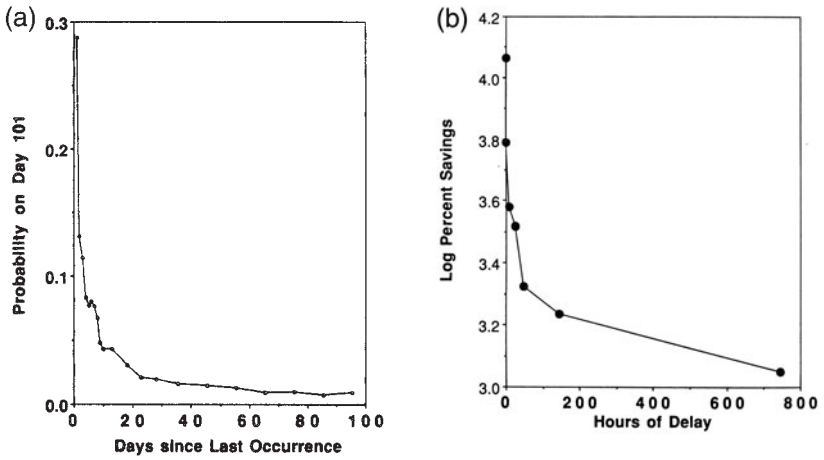 (a)
0.3
0.2
0.1
0.0
Probability on Day 101
0 20 40 60 80 100
Days since Last Occurrence
(b)
4.2
4.0
3.8
3.6
3.4
3.2
3.0
Log Percent Savings
0 200 400 600 800
Hours of Delay